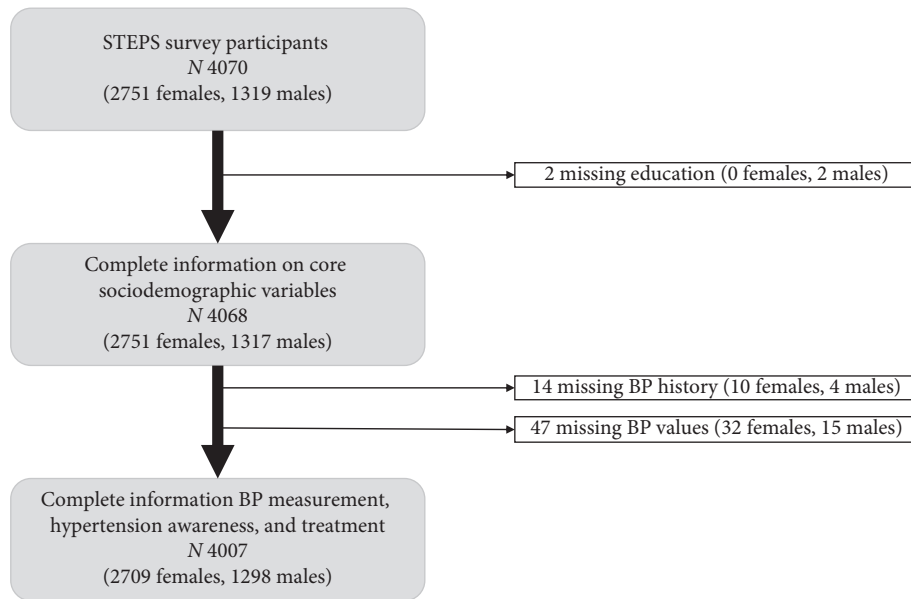 STEPS survey participants
N 4070
(2751 females, 1319 males)
2 missing education (0 females, 2 males)
Complete information on core
sociodemographic variables
N 4068
(2751 females, 1317 males)
14 missing BP history (10 females, 4 males)
47 missing BP values (32 females, 15 males)
Complete information BP measurement,
hypertension awareness, and treatment
N 4007
(2709 females, 1298 males)